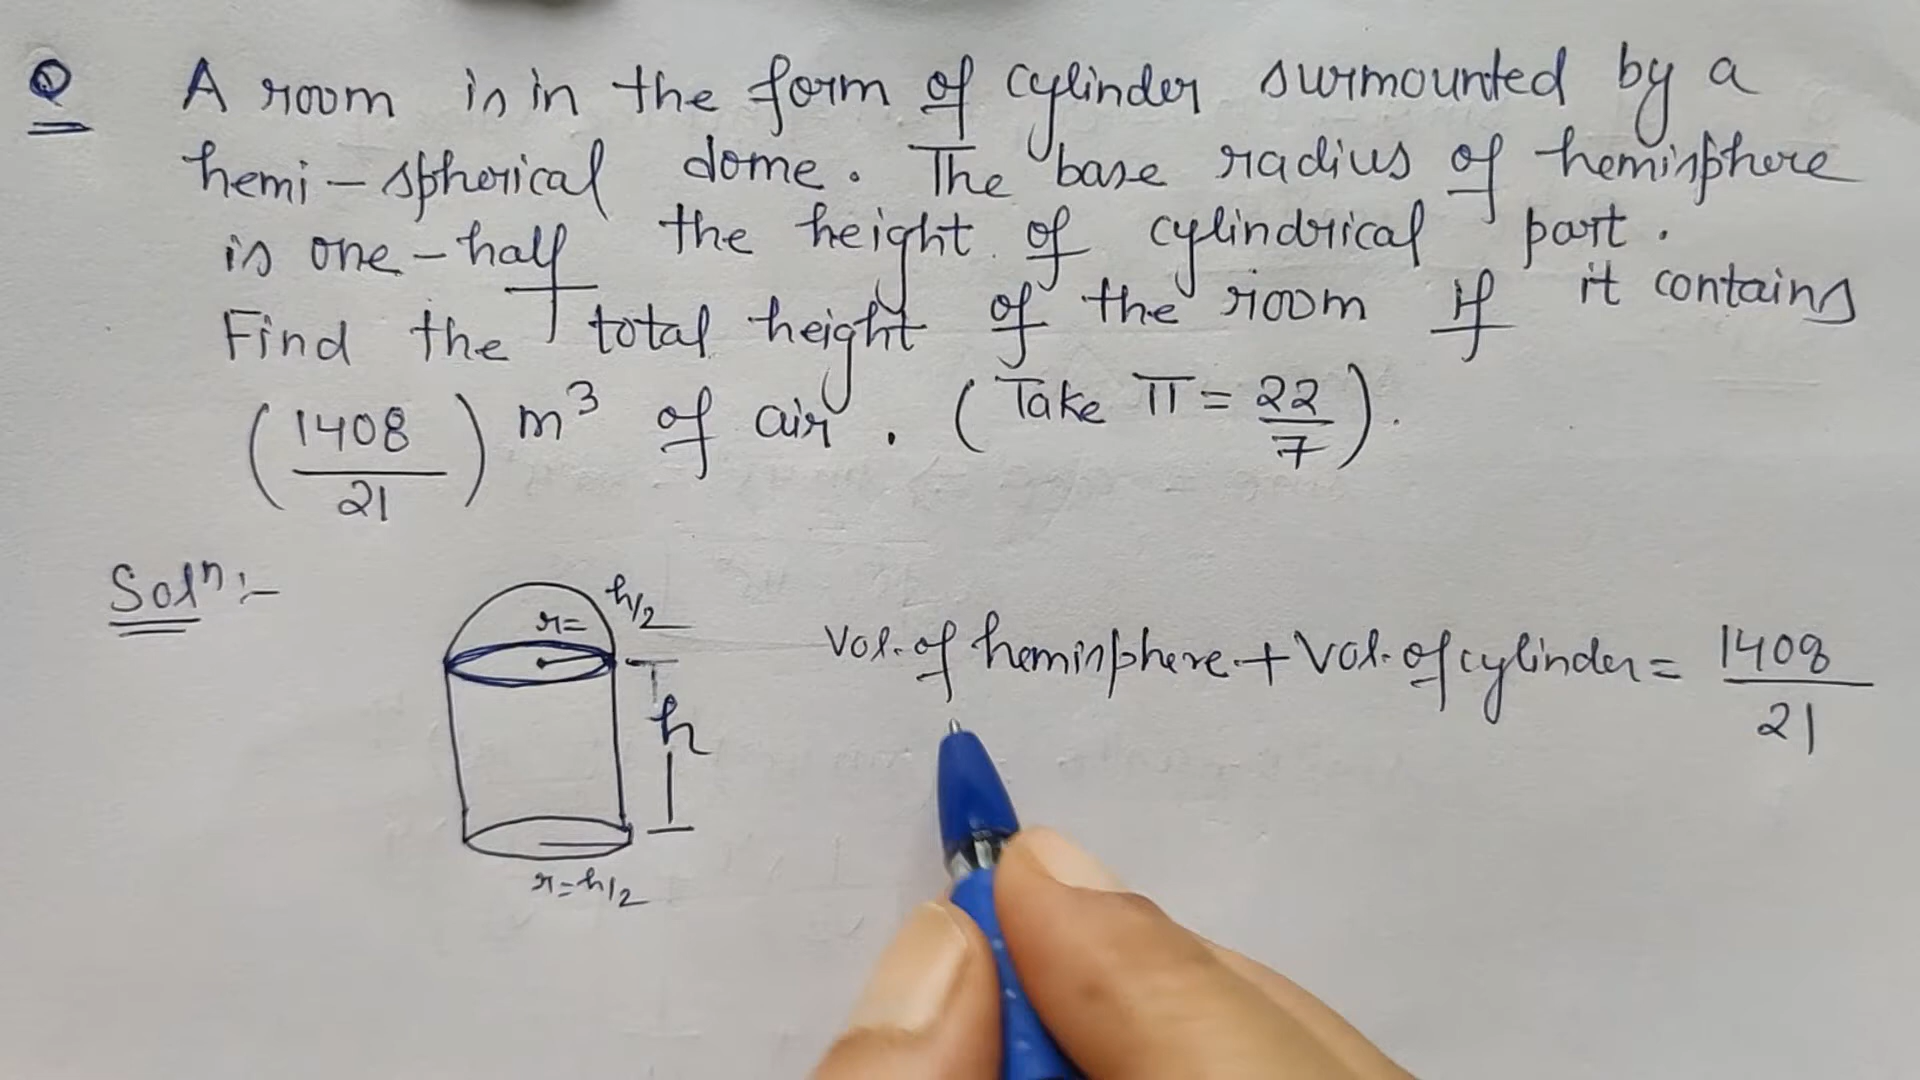 Q A room is in the form of cylinder surmounted by a
hemi-spherical dome. The base radius of hemisphere
is one-half the height of cylindrical part.
Find the total height of the room if it contains
(1408/21) m³ of air. (Take π = 22/7).
Solⁿ:-
r= h/2
h
r=h/2
Vol. of hemisphere + Vol. of cylinder = 1408/21